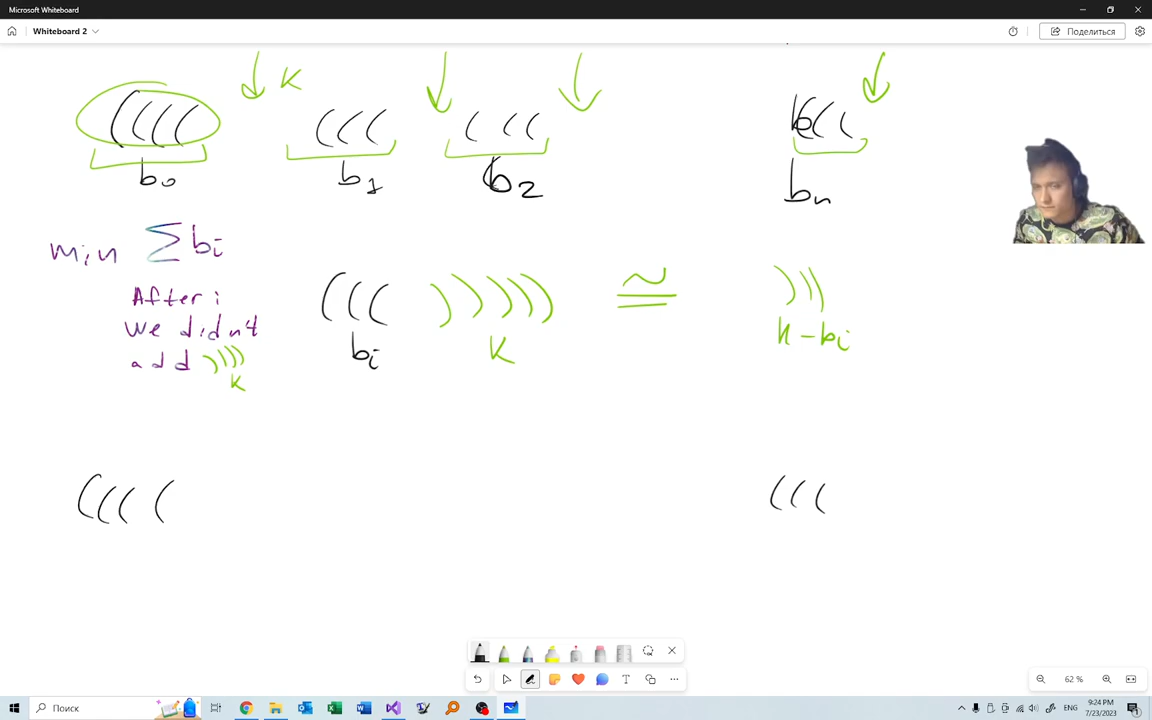 Microsoft Whiteboard
Whiteboard 2
Поделиться
K
((((
(((
(((
(((
b₀
b₁
b₂
bₙ
min Σbᵢ
After i
we didn't
add ))))
K
(((
)))))
≅
)))
bᵢ
K
K-bᵢ
((((
(((
62 %
Поиск
ENG
9:24 PM
7/23/2023